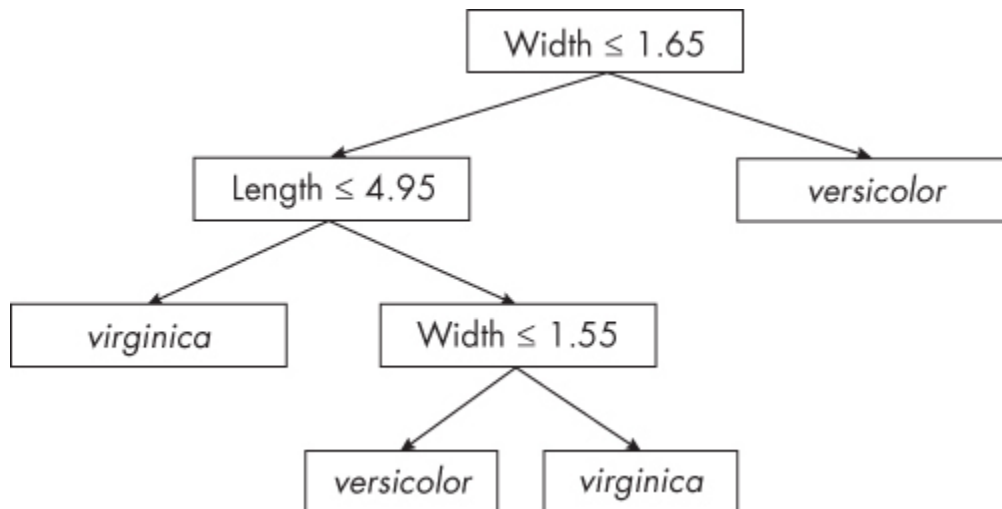 Width ≤ 1.65
Length ≤ 4.95
versicolor
virginica
Width ≤ 1.55
versicolor
virginica